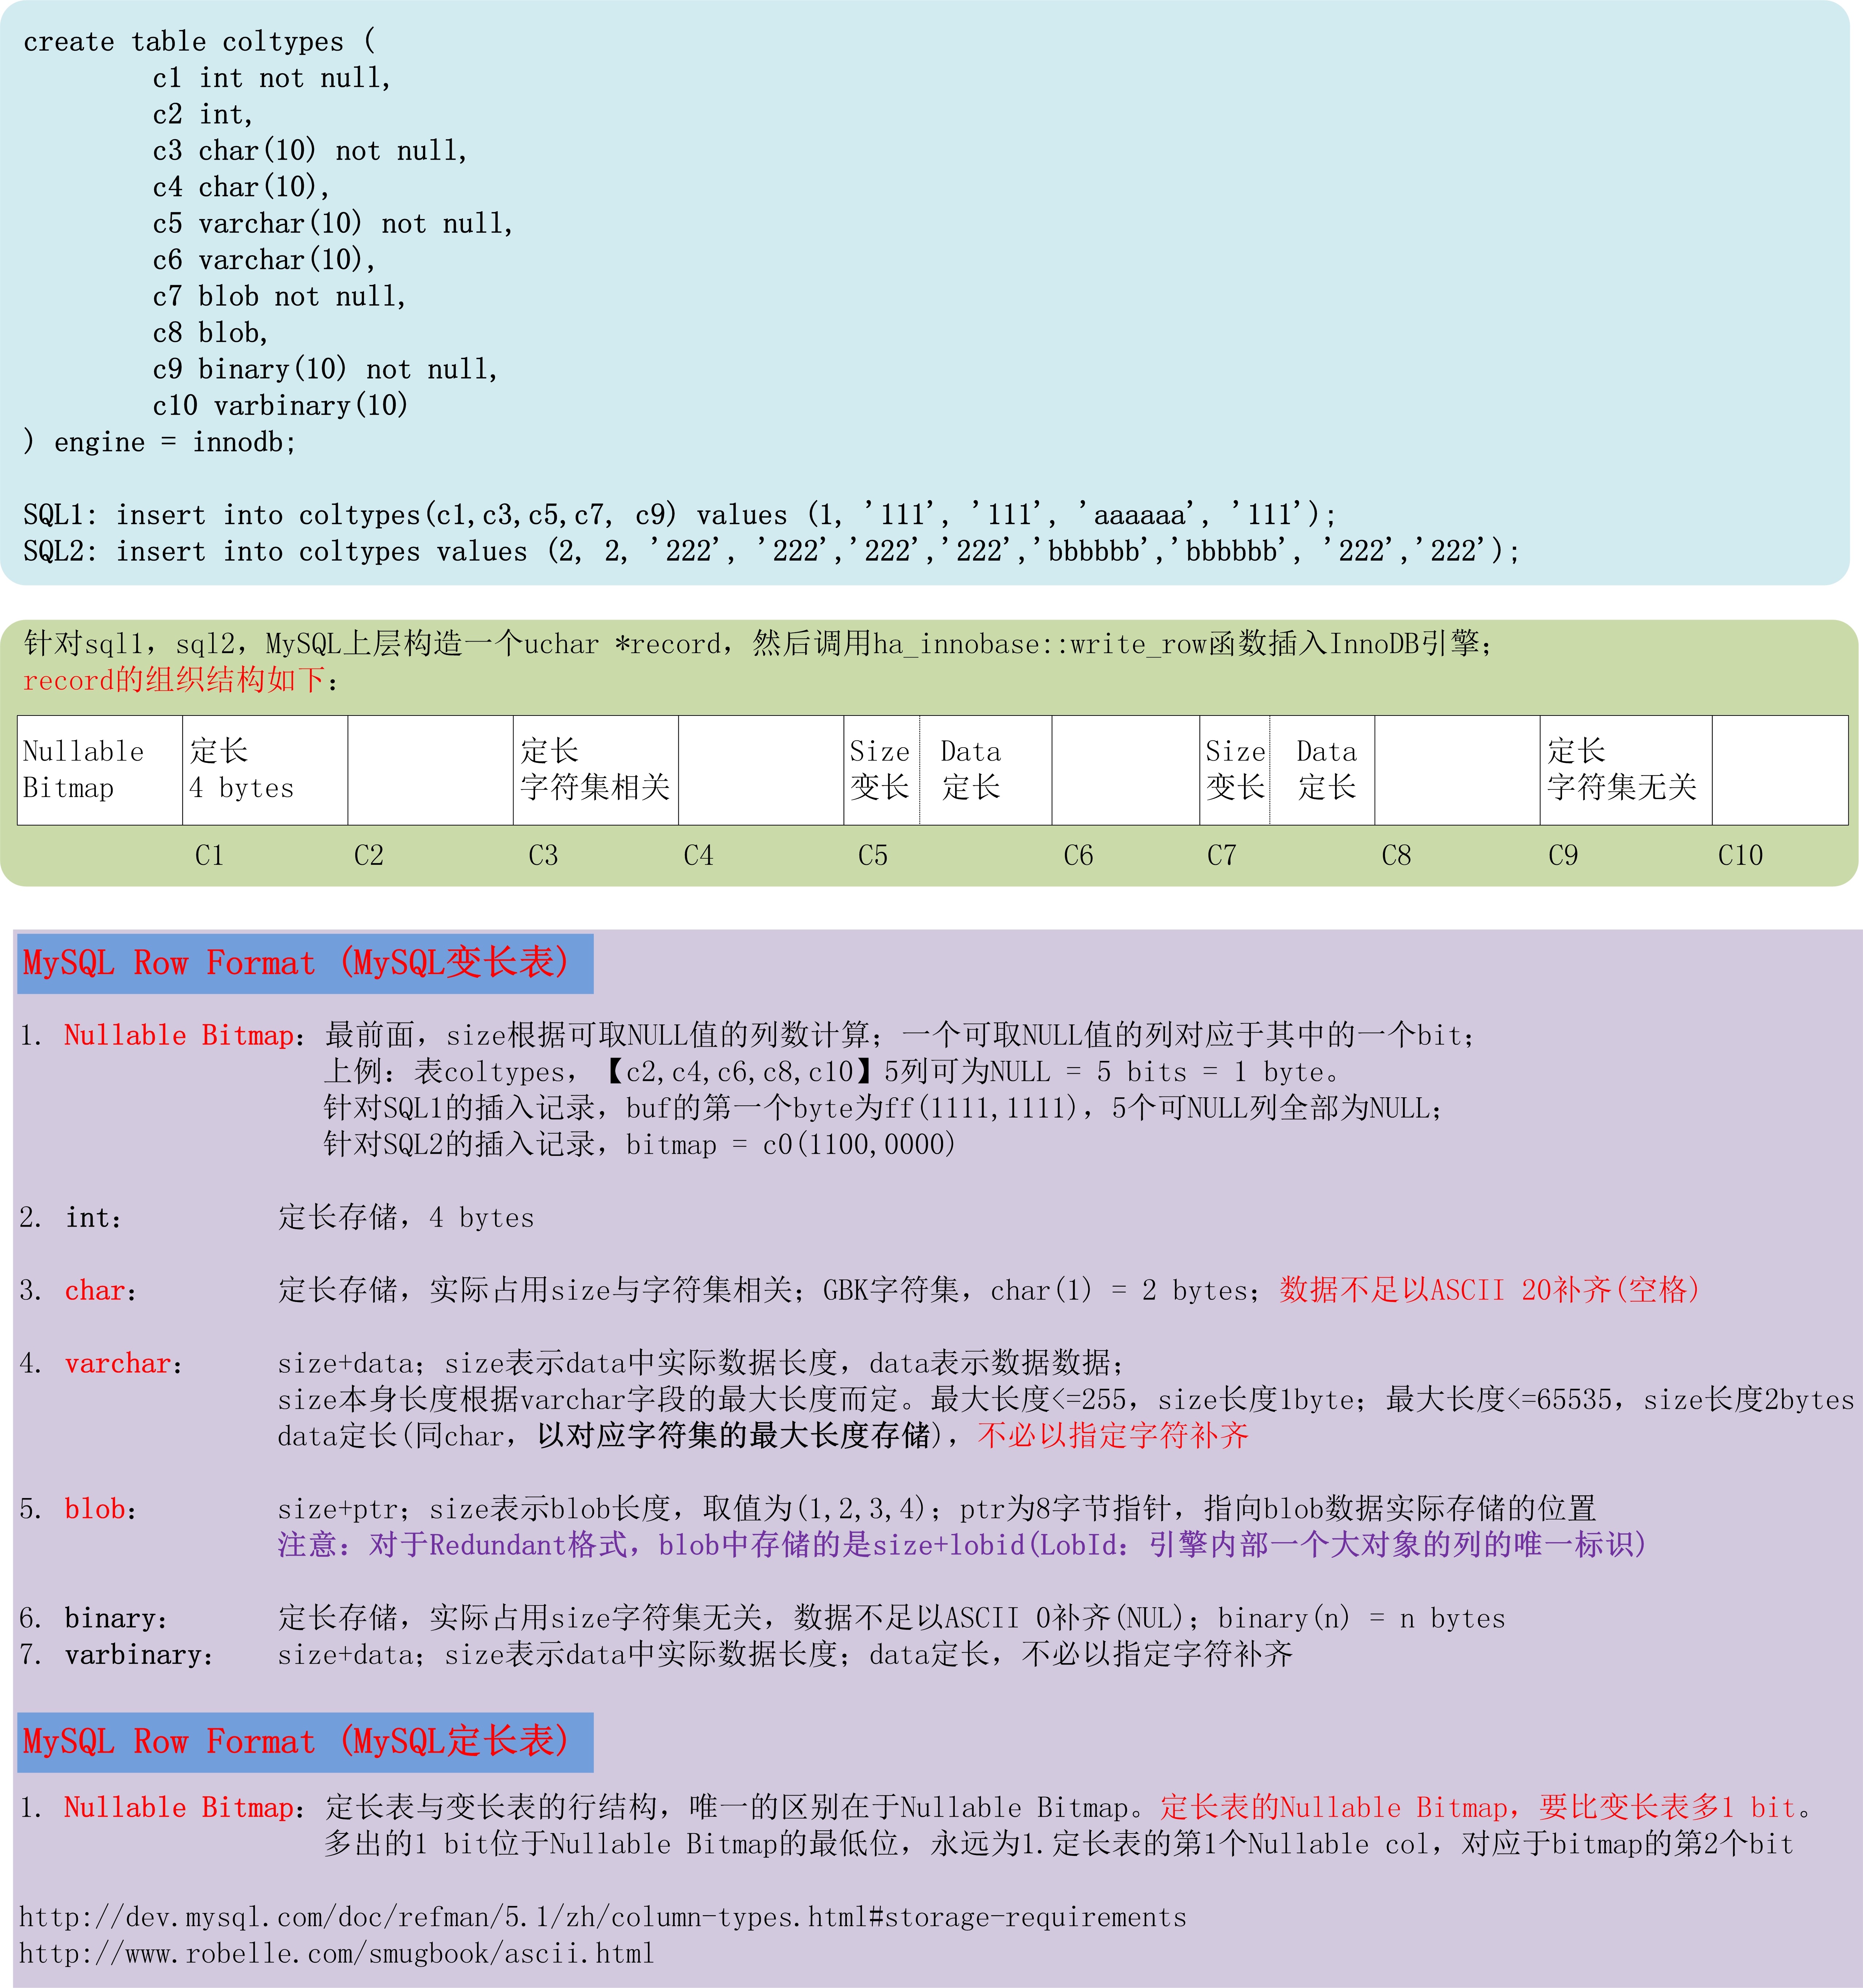 create table coltypes (
c1 int not null,
c2 int,
c3 char(10) not null,
c4 char(10),
c5 varchar(10) not null,
c6 varchar(10),
c7 blob not null,
c8 blob,
c9 binary(10) not null,
c10 varbinary(10)
) engine = innodb;
SQL1: insert into coltypes(c1,c3,c5,c7, c9) values (1, '111', '111', 'aaaaaa', '111');
SQL2: insert into coltypes values (2, 2, '222', '222','222','222','bbbbbb','bbbbbb', '222','222');
针对sql1，sql2，MySQL上层构造一个uchar *record，然后调用ha_innobase::write_row函数插入InnoDB引擎；
record的组织结构如下：
Nullable 定长 定长 Size Data Size Data 定长
Bitmap 4 bytes 字符集相关 变长 定长 变长 定长 字符集无关
C1 C2 C3 C4 C5 C6 C7 C8 C9 C10
MySQL Row Format (MySQL变长表)
1. Nullable Bitmap：最前面，size根据可取NULL值的列数计算；一个可取NULL值的列对应于其中的一个bit；
上例：表coltypes，【c2,c4,c6,c8,c10】5列可为NULL = 5 bits = 1 byte。
针对SQL1的插入记录，buf的第一个byte为ff(1111,1111)，5个可NULL列全部为NULL；
针对SQL2的插入记录，bitmap = c0(1100,0000)
2. int： 定长存储，4 bytes
3. char： 定长存储，实际占用size与字符集相关；GBK字符集，char(1) = 2 bytes；数据不足以ASCII 20补齐(空格)
4. varchar： size+data；size表示data中实际数据长度，data表示数据数据；
size本身长度根据varchar字段的最大长度而定。最大长度<=255，size长度1byte；最大长度<=65535，size长度2bytes
data定长(同char，以对应字符集的最大长度存储)，不必以指定字符补齐
5. blob： size+ptr；size表示blob长度，取值为(1,2,3,4)；ptr为8字节指针，指向blob数据实际存储的位置
注意：对于Redundant格式，blob中存储的是size+lobid(LobId：引擎内部一个大对象的列的唯一标识)
6. binary： 定长存储，实际占用size字符集无关，数据不足以ASCII 0补齐(NUL)；binary(n) = n bytes
7. varbinary： size+data；size表示data中实际数据长度；data定长，不必以指定字符补齐
MySQL Row Format (MySQL定长表)
1. Nullable Bitmap：定长表与变长表的行结构，唯一的区别在于Nullable Bitmap。定长表的Nullable Bitmap，要比变长表多1 bit。
多出的1 bit位于Nullable Bitmap的最低位，永远为1.定长表的第1个Nullable col，对应于bitmap的第2个bit
http://dev.mysql.com/doc/refman/5.1/zh/column-types.html#storage-requirements
http://www.robelle.com/smugbook/ascii.html